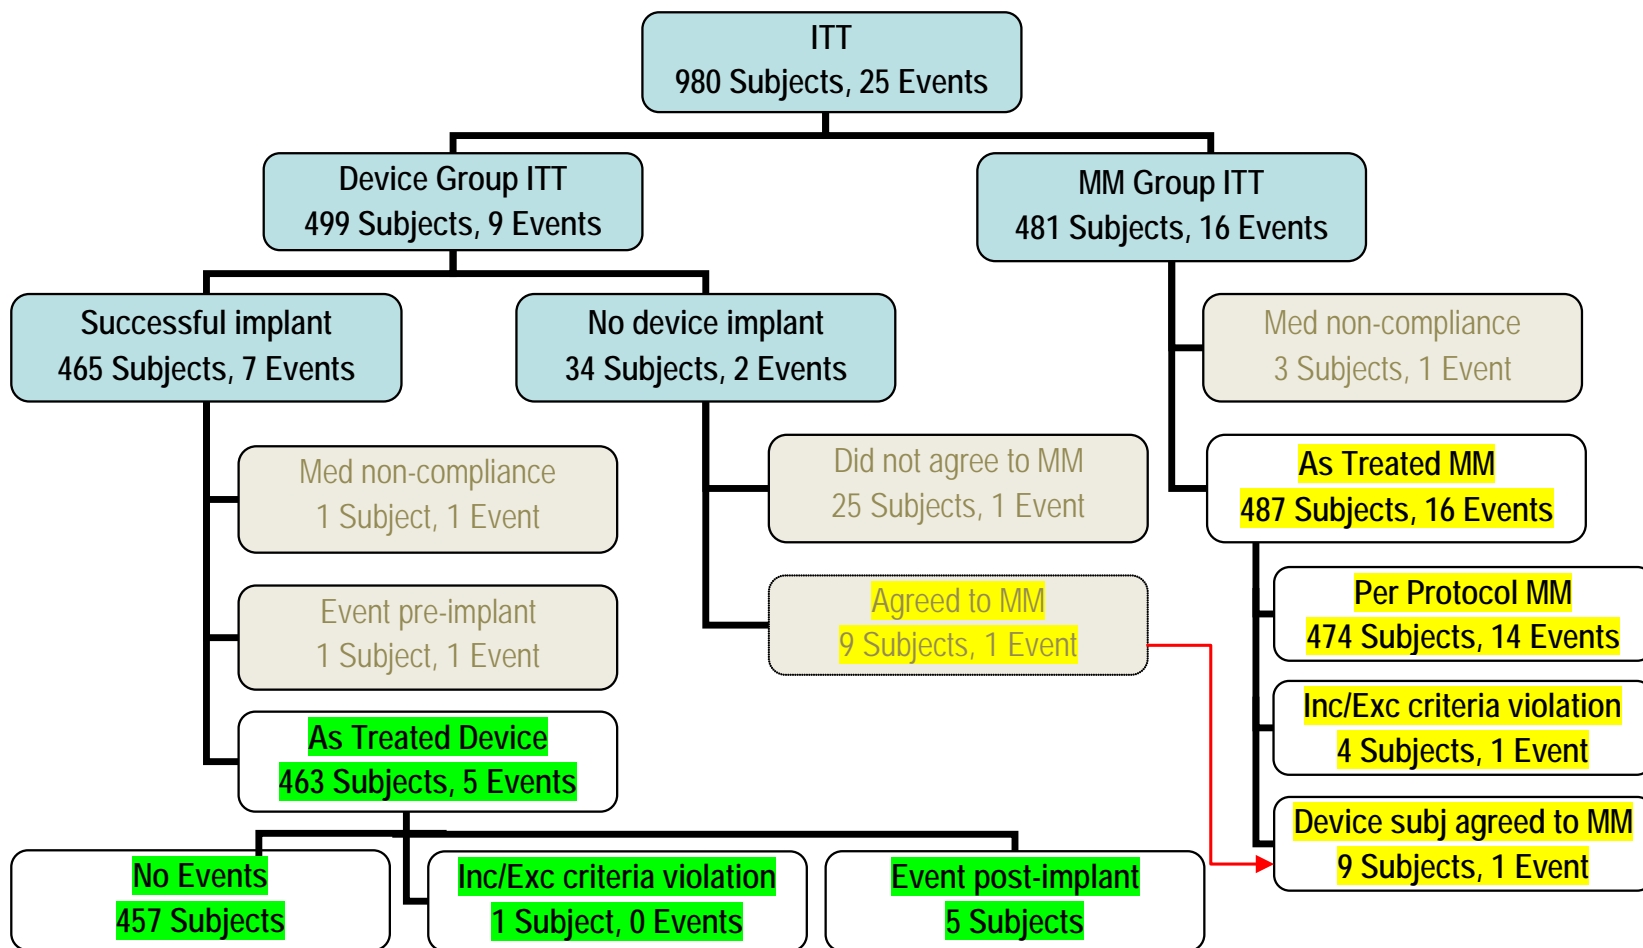 ITT
980 Subjects, 25 Events
Device Group ITT
499 Subjects, 9 Events
MM Group ITT
481 Subjects, 16 Events
Successful implant
465 Subjects, 7 Events
No device implant
34 Subjects, 2 Events
Med non-compliance
3 Subjects, 1 Event
Med non-compliance
1 Subject, 1 Event
Did not agree to MM
25 Subjects, 1 Event
As Treated MM
487 Subjects, 16 Events
Event pre-implant
1 Subject, 1 Event
Agreed to MM
9 Subjects, 1 Event
Per Protocol MM
474 Subjects, 14 Events
Inc/Exc criteria violation
4 Subjects, 1 Event
As Treated Device
463 Subjects, 5 Events
Device subj agreed to MM
9 Subjects, 1 Event
No Events
457 Subjects
Inc/Exc criteria violation
1 Subject, 0 Events
Event post-implant
5 Subjects